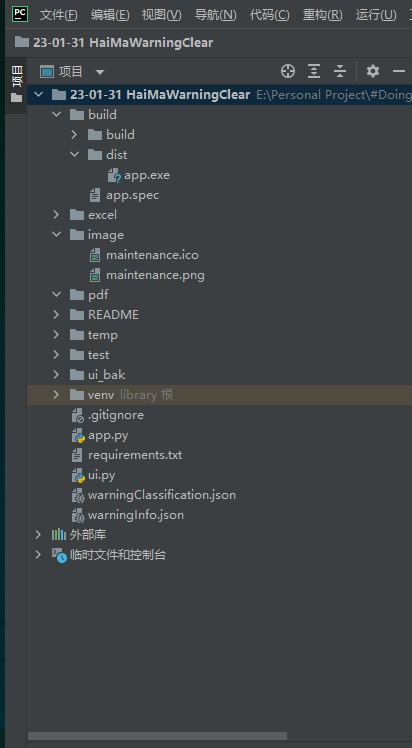 PC 文件(F) 编辑(E) 视图(V) 导航(N) 代码(C) 重构(R) 运行(U)
23-01-31 HaiMaWarningClear
项目
项目
23-01-31 HaiMaWarningClear E:\Personal Project\#Doing
build
build
dist
app.exe
app.spec
excel
image
maintenance.ico
maintenance.png
pdf
README
temp
test
ui_bak
venv library 根
.gitignore
app.py
requirements.txt
ui.py
warningClassification.json
warningInfo.json
外部库
临时文件和控制台